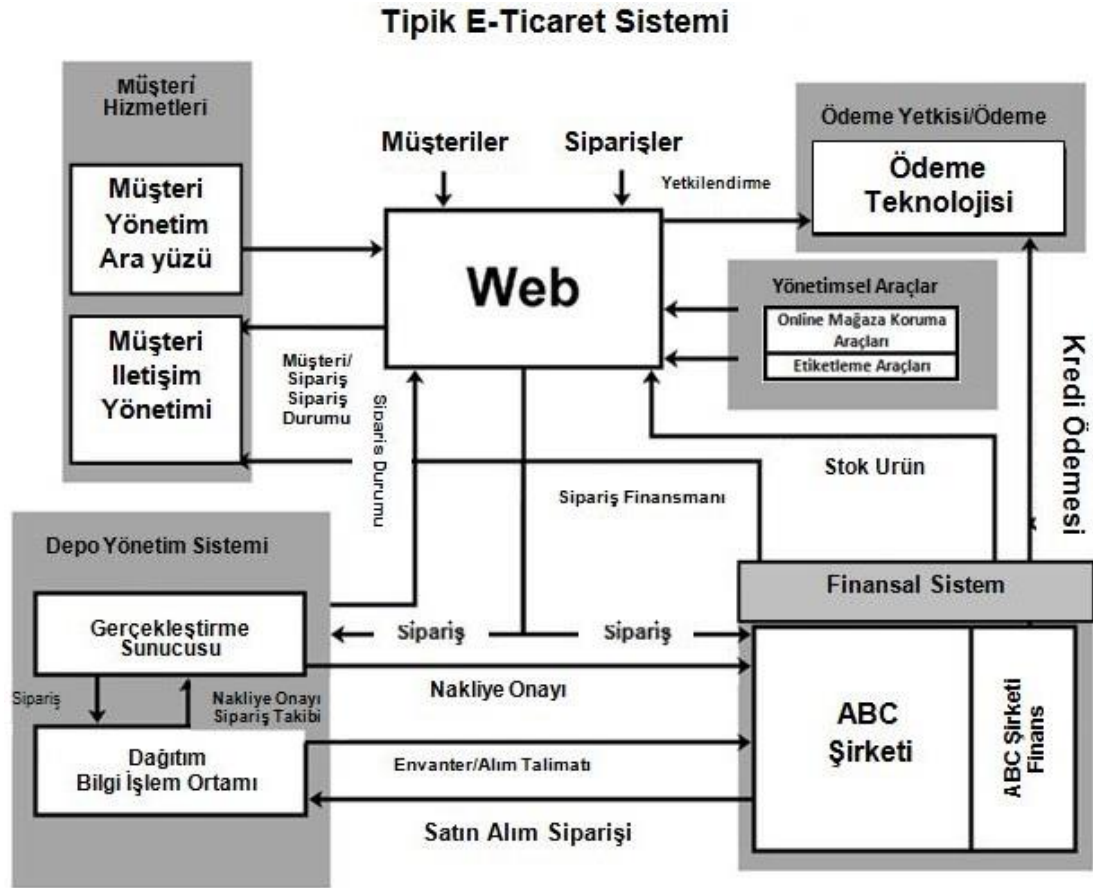 Tipik E-Ticaret Sistemi
Müşteri
Hizmetleri
Müşteri
Yönetim
Ara yüzü
Müşteri
Iletişim
Yönetimi
Müşteriler
Siparişler
Web
Yetkilendirme
Ödeme Yetkisi/Ödeme
Ödeme
Teknolojisi
Yönetimsel Araçlar
Online Mağaza Koruma
Araçları
Etiketleme Araçları
Müşteri/
Sipariş
Sipariş
Durumu
Siparis Durumu
Stok Urün
Sipariş Finansmanı
Kredi Ödemesi
Depo Yönetim Sistemi
Gerçekleştirme
Sunucusu
Sipariş
Nakliye Onayı
Sipariş Takibi
Dağıtım
Bilgi İşlem Ortamı
Sipariş
Sipariş
Nakliye Onayı
Envanter/Alım Talimatı
Satın Alım Siparişi
Finansal Sistem
ABC
Şirketi
ABC Şirket
Finans